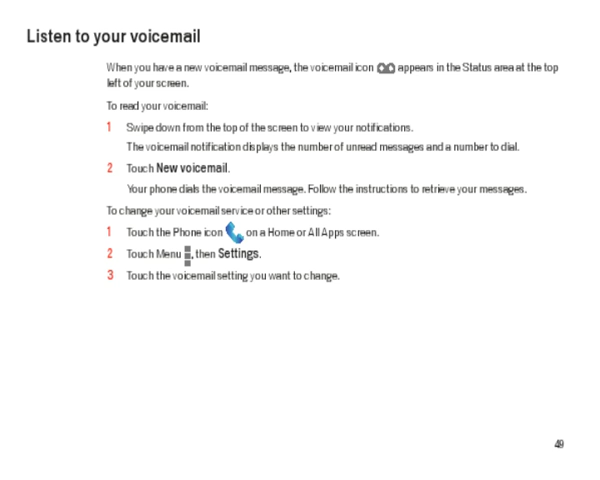 Listen to your voicemail
When you have a new voicemail message, the voicemail icon appears in the Status area at the top
left of your screen.
To read your voicemail:
1 Swipe down from the top of the screen to view your notifications.
The voicemail notification displays the number of unread messages and a number to dial.
2 Touch New voicemail.
Your phone dials the voicemail message. Follow the instructions to retrieve your messages.
To change your voicemail service or other settings:
1 Touch the Phone icon on a Home or All Apps screen.
2 Touch Menu , then Settings.
3 Touch the voicemail setting you want to change.
49